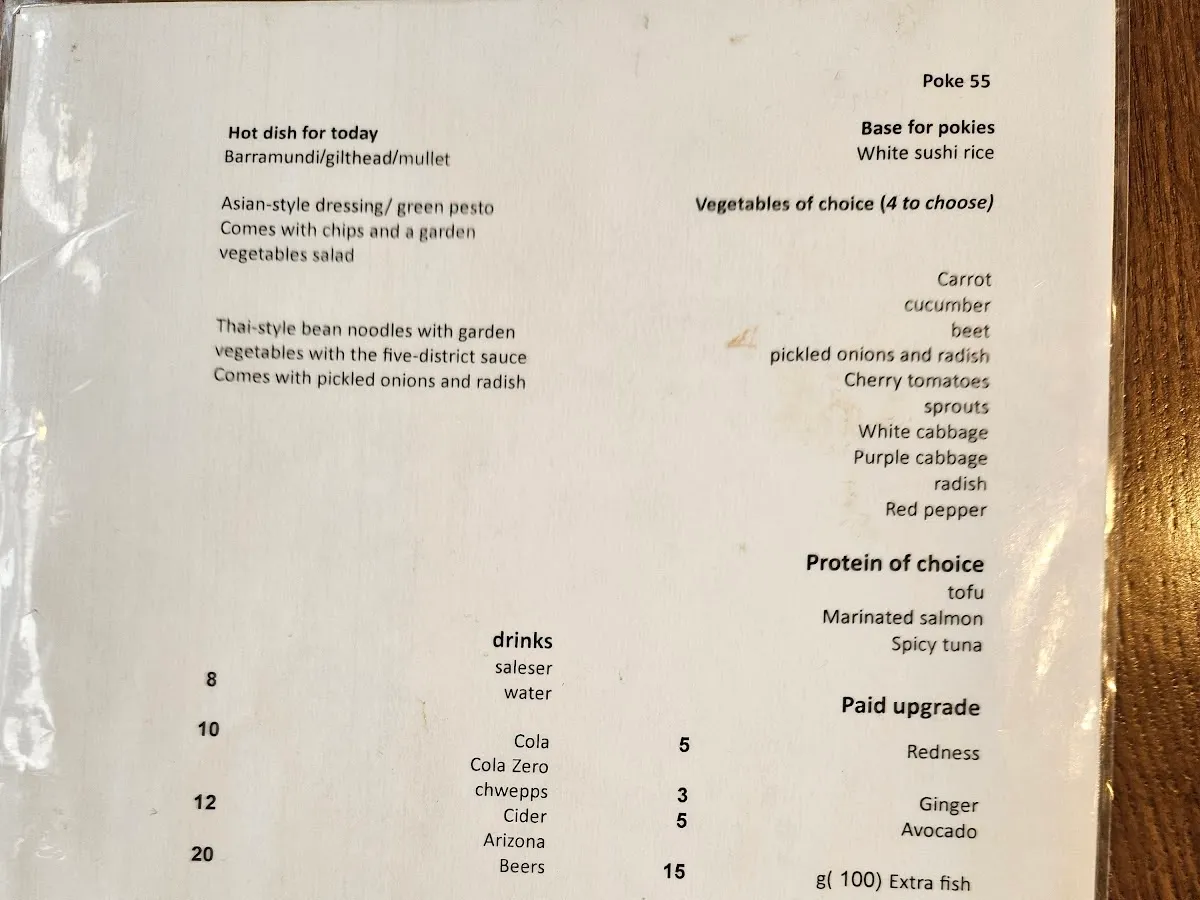 Poke 55
Hot dish for today
Barramundi/gilthead/mullet
Asian-style dressing/ green pesto
Comes with chips and a garden
vegetables salad
Thai-style bean noodles with garden
vegetables with the five-district sauce
Comes with pickled onions and radish
Base for pokies
White sushi rice
Vegetables of choice (4 to choose)
Carrot
cucumber
beet
pickled onions and radish
Cherry tomatoes
sprouts
White cabbage
Purple cabbage
radish
Red pepper
Protein of choice
tofu
Marinated salmon
Spicy tuna
drinks
8 saleser
water
10 Cola
Cola Zero
chwepps
12 Cider
Arizona
20 Beers
Paid upgrade
5 Redness
3 Ginger
5 Avocado
15 g( 100) Extra fish